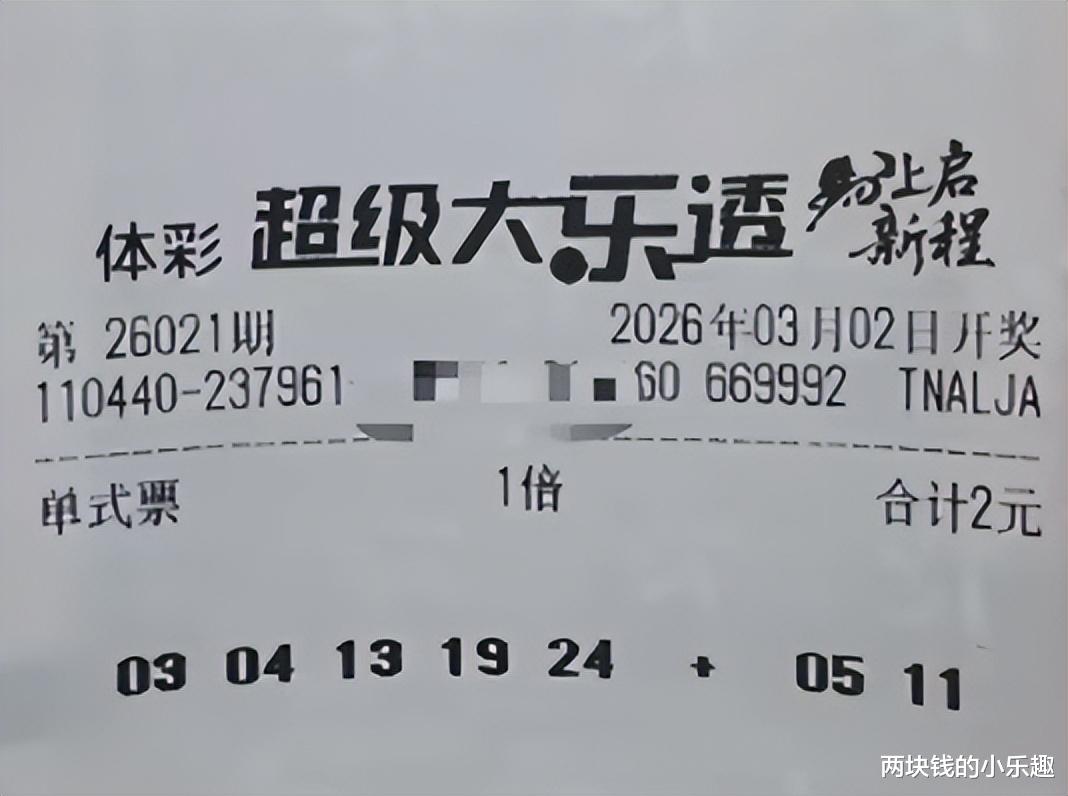 体彩 超级大乐透 马上启新程
第 26021期 2026年03月02日开奖
110440-237961 60 669992 TNALJA
单式票 1倍 合计2元
03 04 13 19 24 + 05 11
两块钱的小乐趣